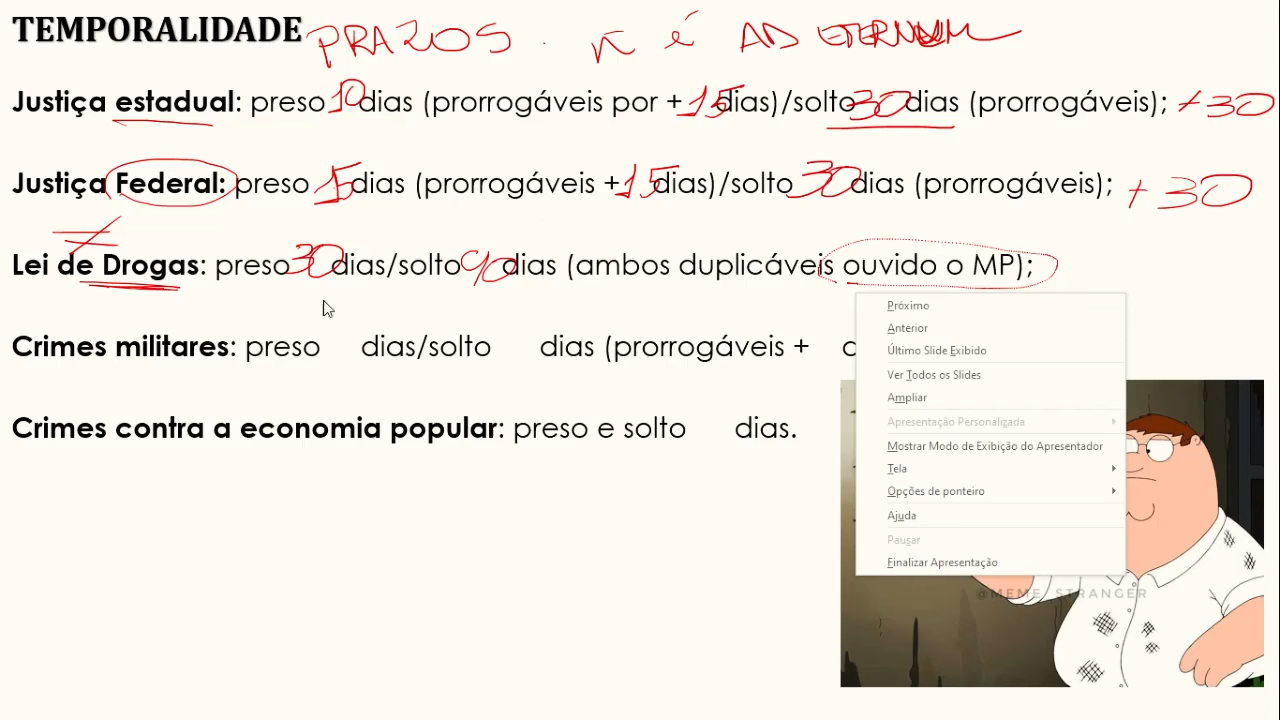 TEMPORALIDADE PRAZOS. ñ é AD ETERNUM
Justiça estadual: preso 10 dias (prorrogáveis por + 15 dias)/solto 30 dias (prorrogáveis); +30
Justiça Federal: preso 15 dias (prorrogáveis + 15 dias)/solto 30 dias (prorrogáveis); +30
≠
Lei de Drogas: preso 30 dias/solto 90 dias (ambos duplicáveis ouvido o MP);
Crimes militares: preso dias/solto dias (prorrogáveis +
Crimes contra a economia popular: preso e solto dias.
Próximo
Anterior
Último Slide Exibido
Ver Todos os Slides
Ampliar
Apresentação Personalizada
Mostrar Modo de Exibição do Apresentador
Tela
Opções de ponteiro
Ajuda
Pausar
Finalizar Apresentação
@MEME_STRANGER